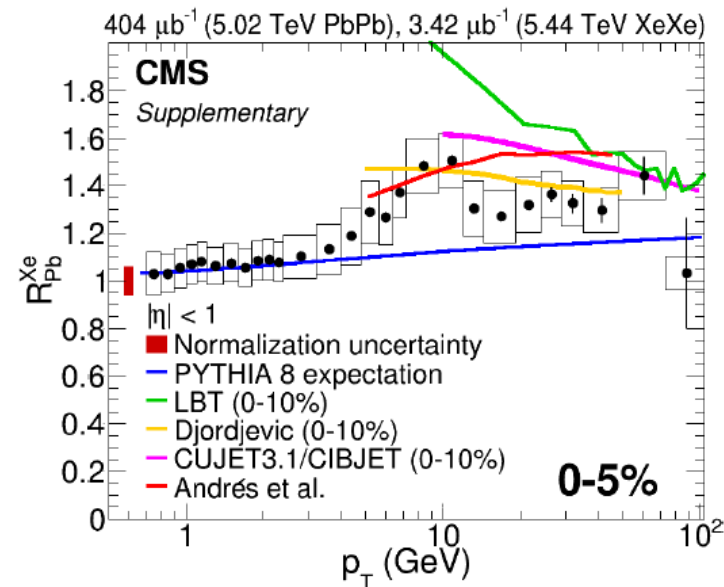 404 μb⁻¹ (5.02 TeV PbPb), 3.42 μb⁻¹ (5.44 TeV XeXe)
CMS
Supplementary
1.8
1.6
1.4
1.2
1
0.8
0.6
0.4
0.2
0
R^Xe_Pb
|η| < 1
Normalization uncertainty
PYTHIA 8 expectation
LBT (0-10%)
Djordjevic (0-10%)
CUJET3.1/CIBJET (0-10%)
Andrés et al.
0-5%
1 10 10²
p_T (GeV)